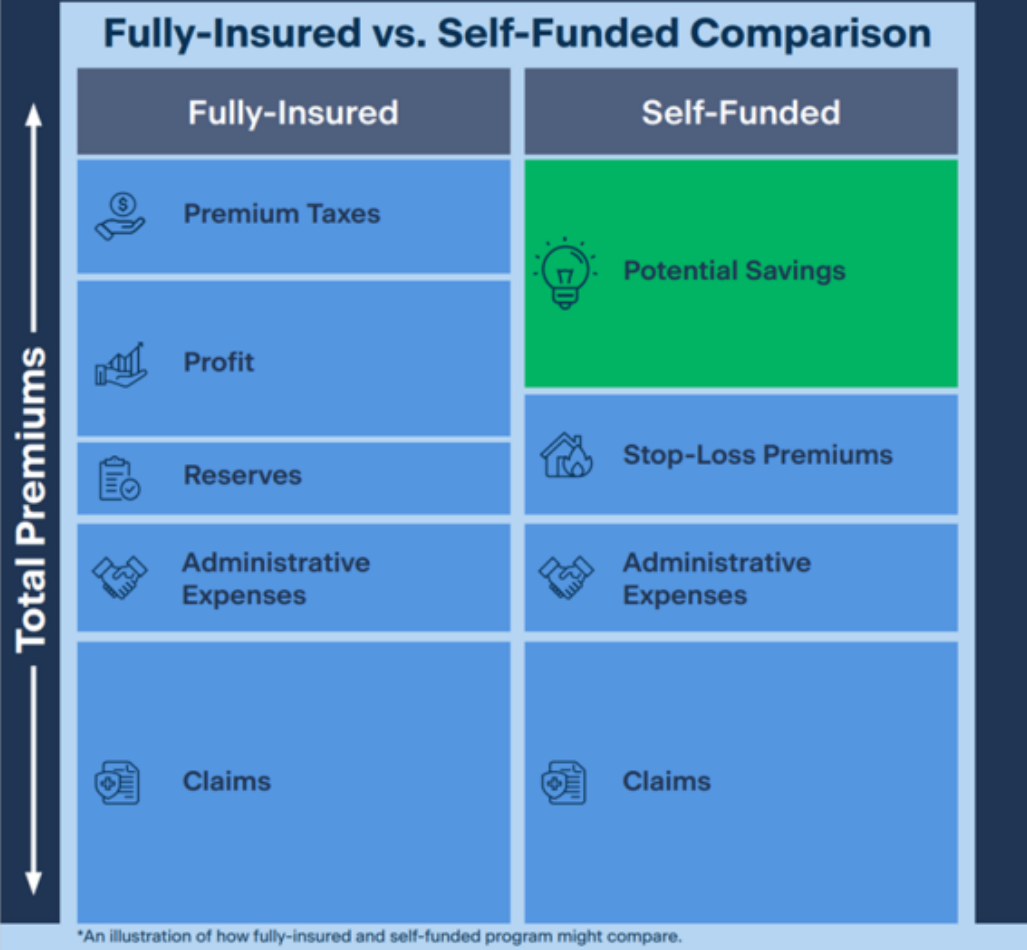 Fully-Insured vs. Self-Funded Comparison
Total Premiums
Fully-Insured
$
Premium Taxes
Profit
Reserves
Administrative
Expenses
Claims
Self-Funded
Potential Savings
Stop-Loss Premiums
Administrative
Expenses
Claims
*An illustration of how fully-insured and self-funded program might compare.